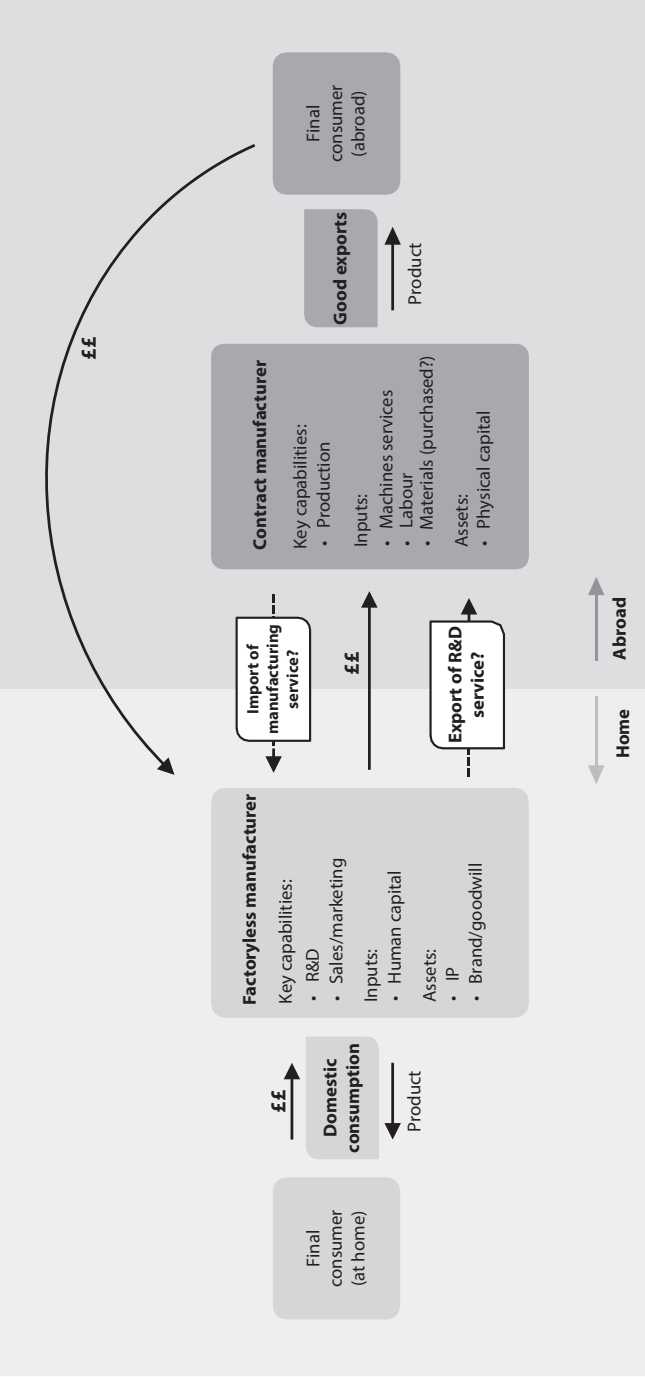 ££
Final
consumer
(at home)
££
Domestic
consumption
Product
Factoryless manufacturer
Key capabilities:
• R&D
• Sales/marketing
Inputs:
• Human capital
Assets:
• IP
• Brand/goodwill
Import of
manufacturing
service?
££
Export of R&D
service?
Contract manufacturer
Key capabilities:
• Production
Inputs:
• Machines services
• Labour
• Materials (purchased?)
Assets:
• Physical capital
Good exports
Product
Final
consumer
(abroad)
Home
Abroad